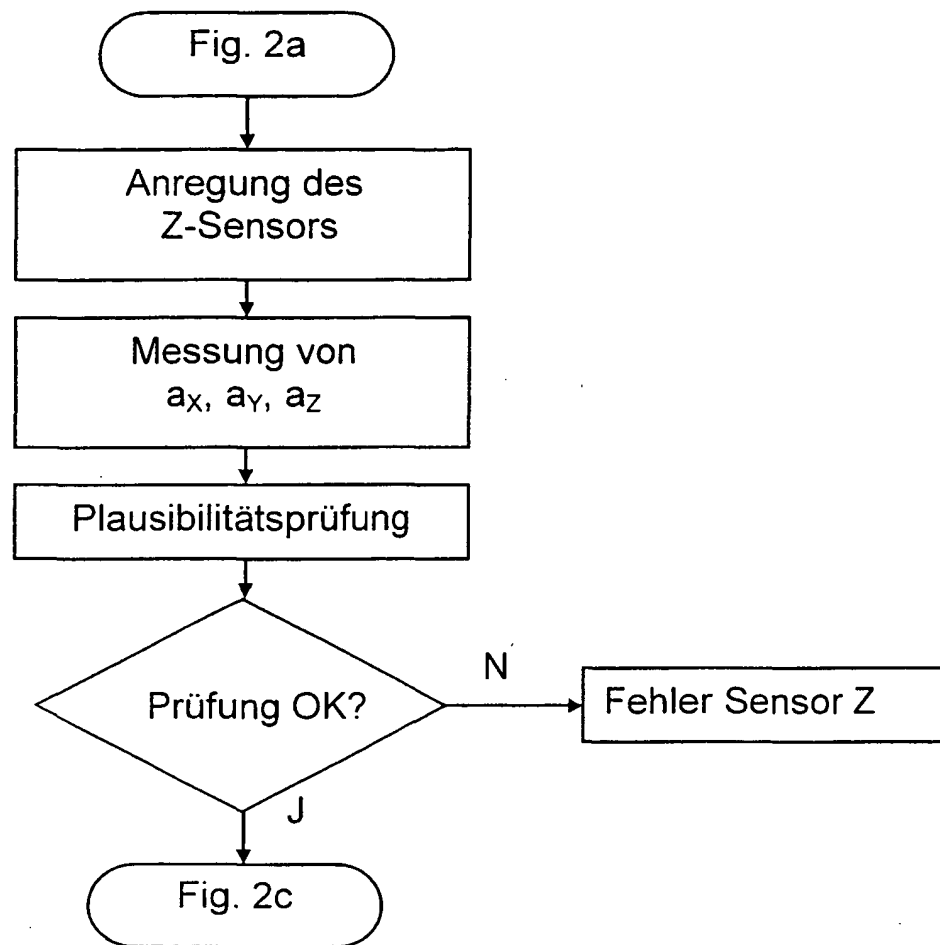 Fig. 2a
Anregung des
Z-Sensors
Messung von
aX, aY, aZ
Plausibilitätsprüfung
Prüfung OK?
N
Fehler Sensor Z
J
Fig. 2c